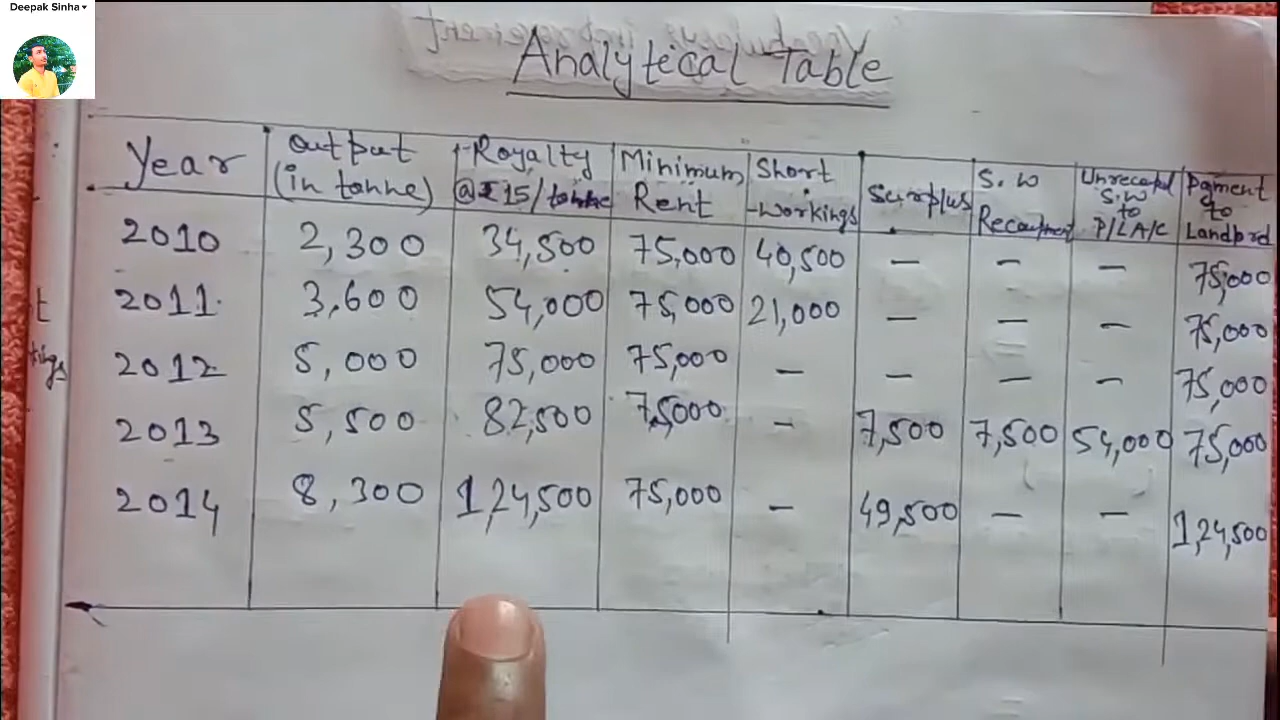 Deepak Sinha
Analytical Table
Year Output (in tonne) Royalty @ ₹15/tonne Minimum Rent Short -workings Surplus S.W Recoupment S.W to P/L A/C Payment to Landlord
2010 2,300 34,500 75,000 40,500 — — — 75,000
2011 3,600 54,000 75,000 21,000 — — — 75,000
2012 5,000 75,000 75,000 — — — — 75,000
2013 5,500 82,500 75,000 — 7,500 7,500 54,000 75,000
2014 8,300 1,24,500 75,000 — 49,500 — — 1,24,500